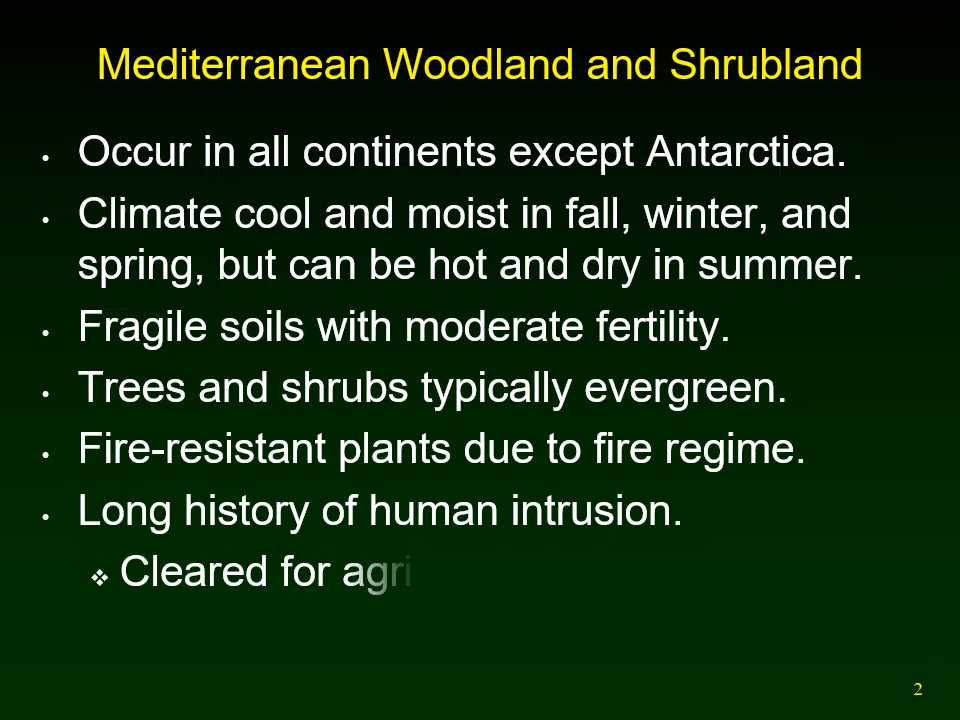 Mediterranean Woodland and Shrubland
• Occur in all continents except Antarctica.
• Climate cool and moist in fall, winter, and
spring, but can be hot and dry in summer.
• Fragile soils with moderate fertility.
• Trees and shrubs typically evergreen.
• Fire-resistant plants due to fire regime.
• Long history of human intrusion.
❖ Cleared for agri
2